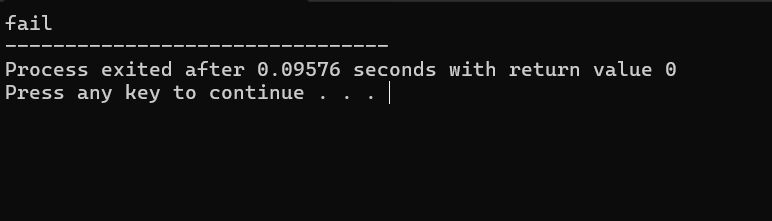 fail
--------------------------------
Process exited after 0.09576 seconds with return value 0
Press any key to continue . . .